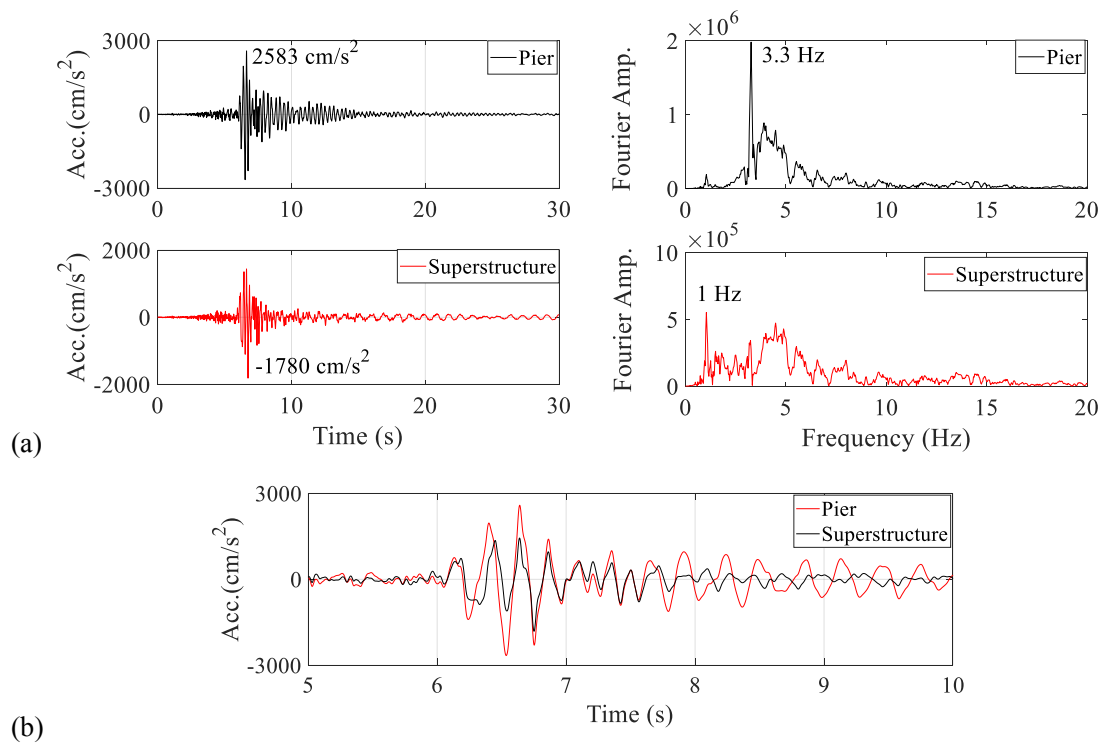 3000
0
-3000
Acc.(cm/s²)
2583 cm/s²
Pier
0 10 20 30
×10⁶
2
1
0
Fourier Amp.
3.3 Hz
Pier
0 5 10 15 20
2000
0
-2000
Acc.(cm/s²)
Superstructure
-1780 cm/s²
0 10 20 30
Time (s)
×10⁵
10
5
0
Fourier Amp.
1 Hz
Superstructure
0 5 10 15 20
Frequency (Hz)
(a)
3000
0
-3000
Acc.(cm/s²)
Pier
Superstructure
5 6 7 8 9 10
Time (s)
(b)